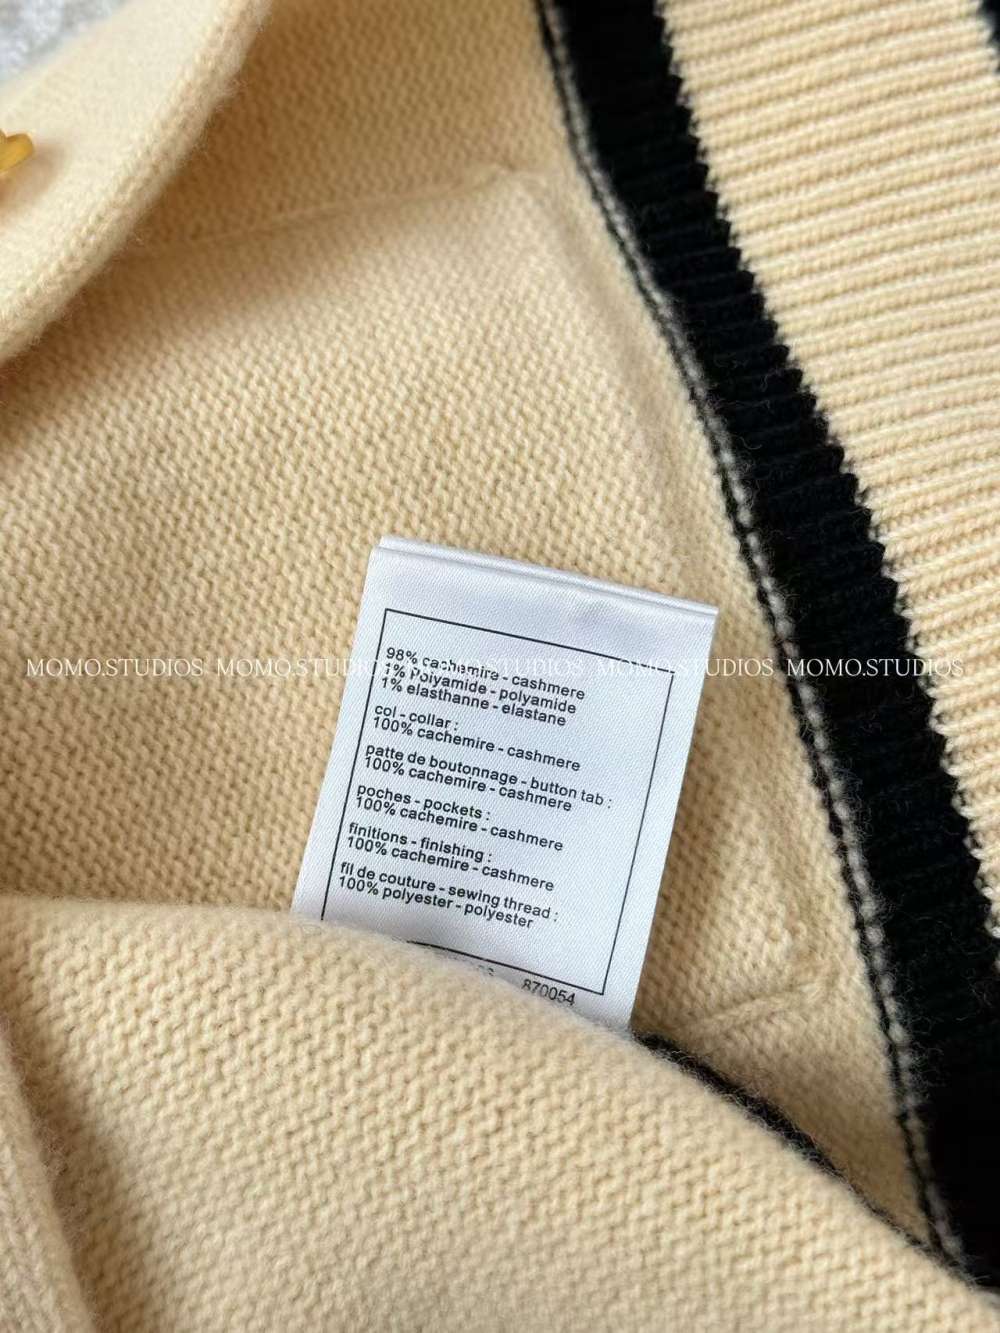 MOMO.STUDIOS MOMO.STUDIOS MOMO.STUDIOS MOMO.STUDIOS MOMO.STUDIOS
98% cachemire - cashmere
1% Polyamide - polyamide
1% elasthanne - elastane
col - collar :
100% cachemire - cashmere
patte de boutonnage - button tab :
100% cachemire - cashmere
poches - pockets :
100% cachemire - cashmere
finitions - finishing :
100% cachemire - cashmere
fil de couture - sewing thread :
100% polyester - polyester
870054